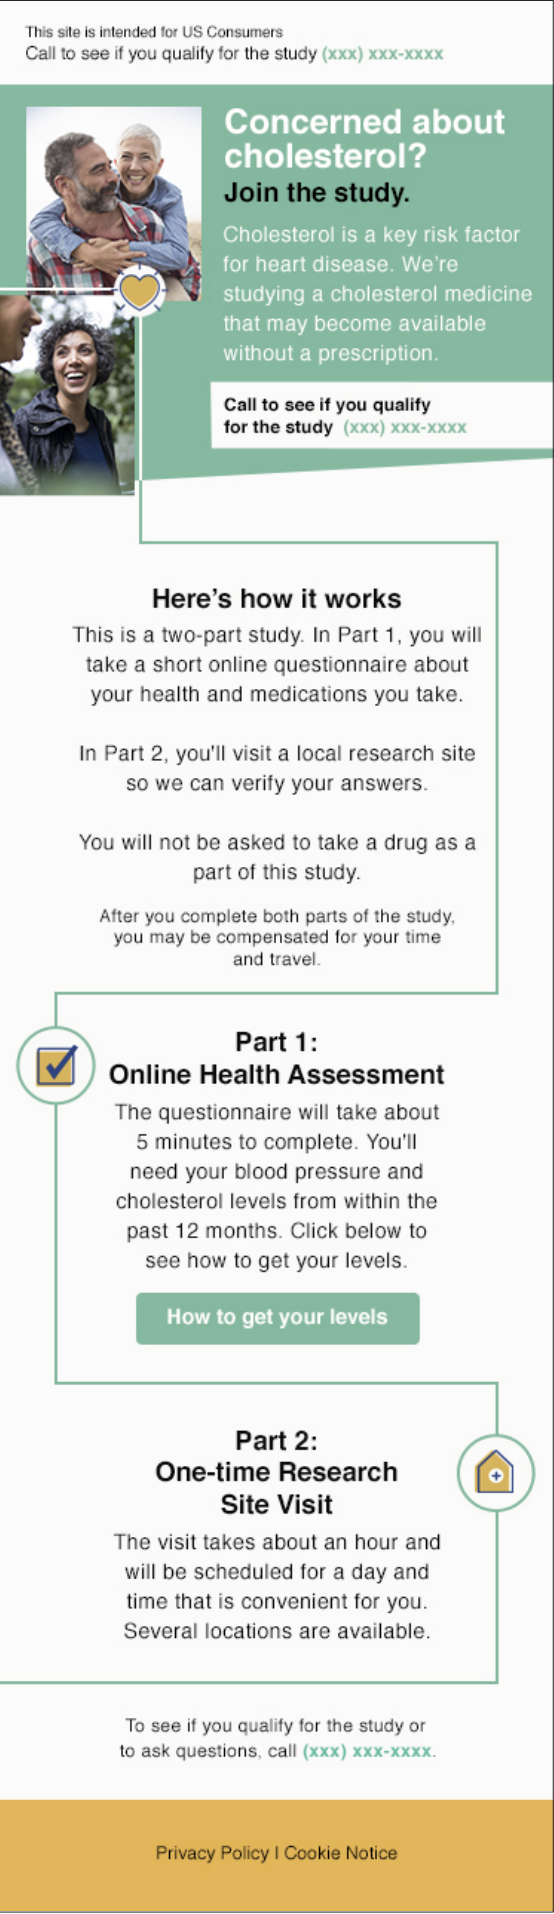 This site is intended for US Consumers
Call to see if you qualify for the study (xxx) xxx-xxxx
Concerned about
cholesterol?
Join the study.
Cholesterol is a key risk factor
for heart disease. We're
studying a cholesterol medicine
that may become available
without a prescription.
Call to see if you qualify
for the study (xxx) xxx-xxxx
Here's how it works
This is a two-part study. In Part 1, you will
take a short online questionnaire about
your health and medications you take.
In Part 2, you'll visit a local research site
so we can verify your answers.
You will not be asked to take a drug as a
part of this study.
After you complete both parts of the study,
you may be compensated for your time
and travel.
Part 1:
Online Health Assessment
The questionnaire will take about
5 minutes to complete. You'll
need your blood pressure and
cholesterol levels from within the
past 12 months. Click below to
see how to get your levels.
How to get your levels
Part 2:
One-time Research
Site Visit
The visit takes about an hour and
will be scheduled for a day and
time that is convenient for you.
Several locations are available.
To see if you qualify for the study or
to ask questions, call (xxx) xxx-xxxx.
Privacy Policy I Cookie Notice